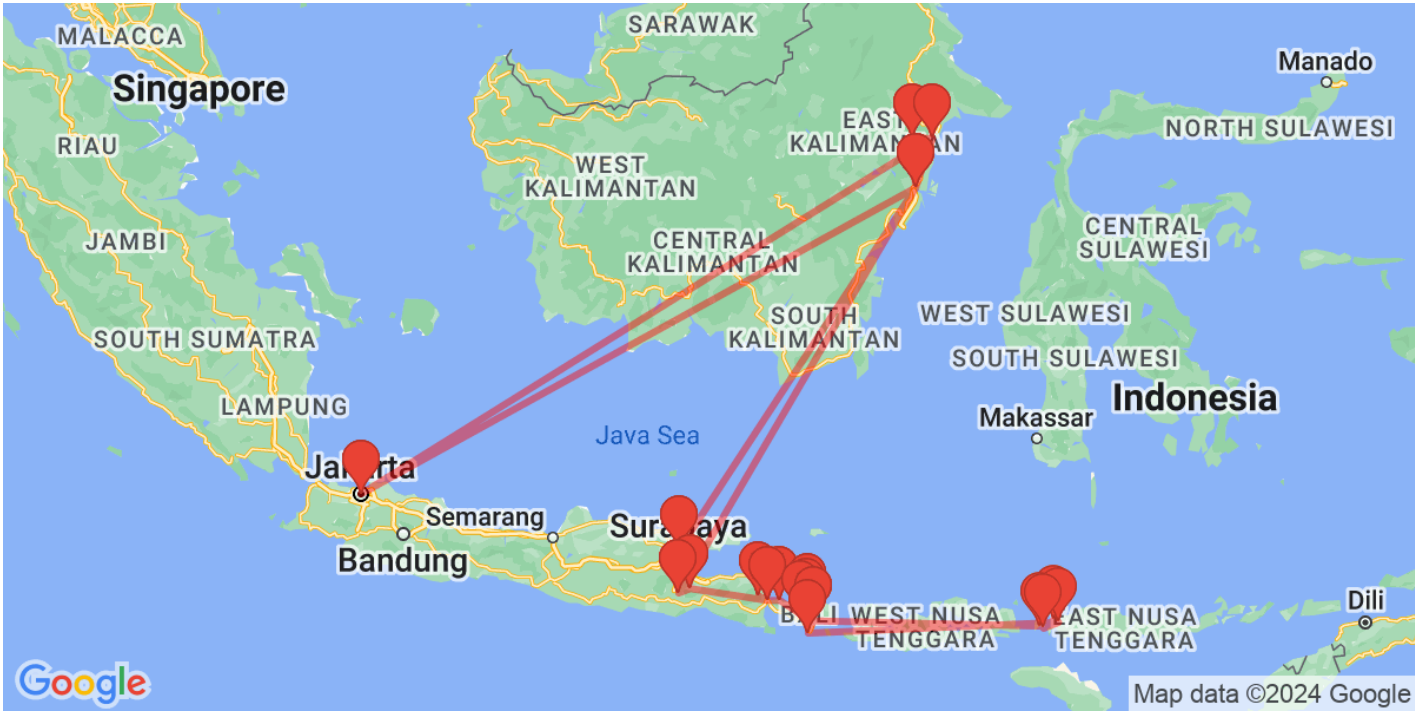 MALACCA
SARAWAK
Manado
Singapore
EAST
KALIMANTAN
NORTH SULAWESI
RIAU
WEST
KALIMANTAN
JAMBI
CENTRAL
KALIMANTAN
CENTRAL
SULAWESI
SOUTH
KALIMANTAN
WEST SULAWESI
SOUTH SUMATRA
SOUTH SULAWESI
Indonesia
LAMPUNG
Makassar
Java Sea
Jakarta
Semarang
Surabaya
Bandung
BALI
WEST NUSA
TENGGARA
EAST NUSA
TENGGARA
Dili
Google
Map data ©2024 Google